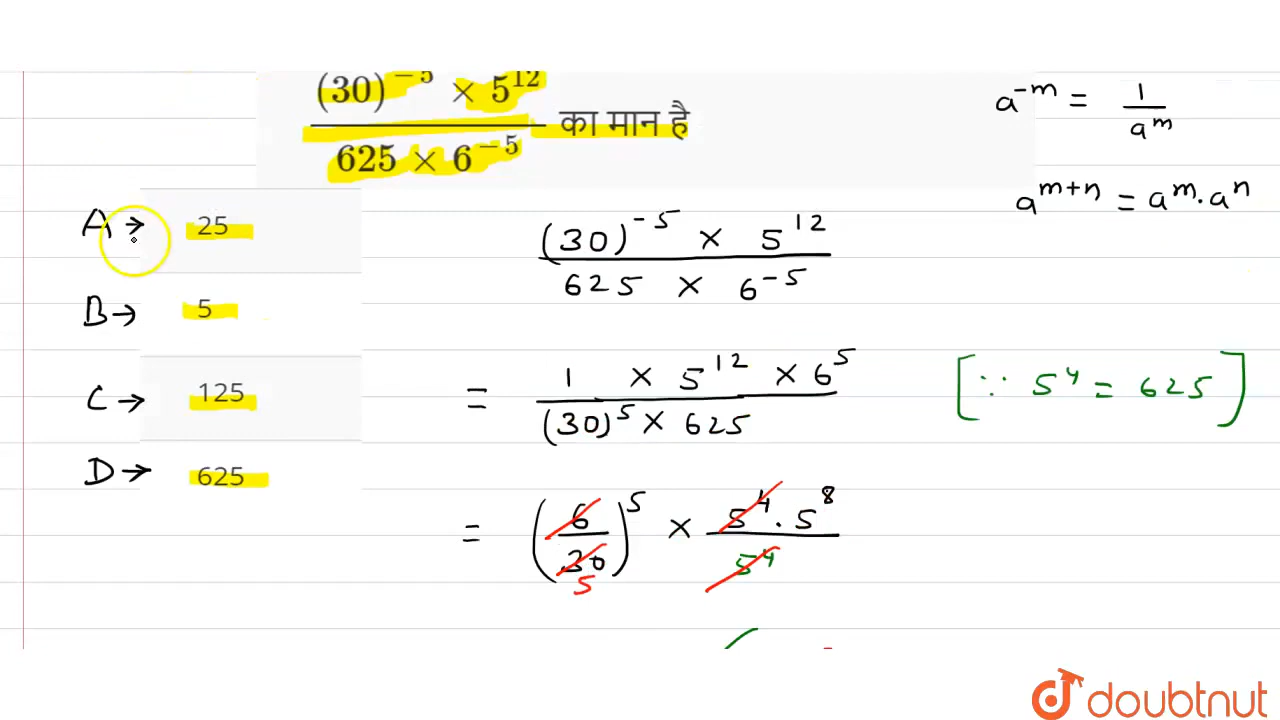 (30)^-5 × 5^12
625 × 6^-5
का मान है
a^-m = 1/a^m
a^m+n = a^m . a^n
A → 25
B → 5
C → 125
D → 625
(30)^-5 × 5^12
625 × 6^-5
= 1 × 5^12 × 6^5
(30)^5 × 625
[∵ 5^4 = 625]
= (6/30)^5 × 5^4 . 5^8
5
5^4
doubtnut